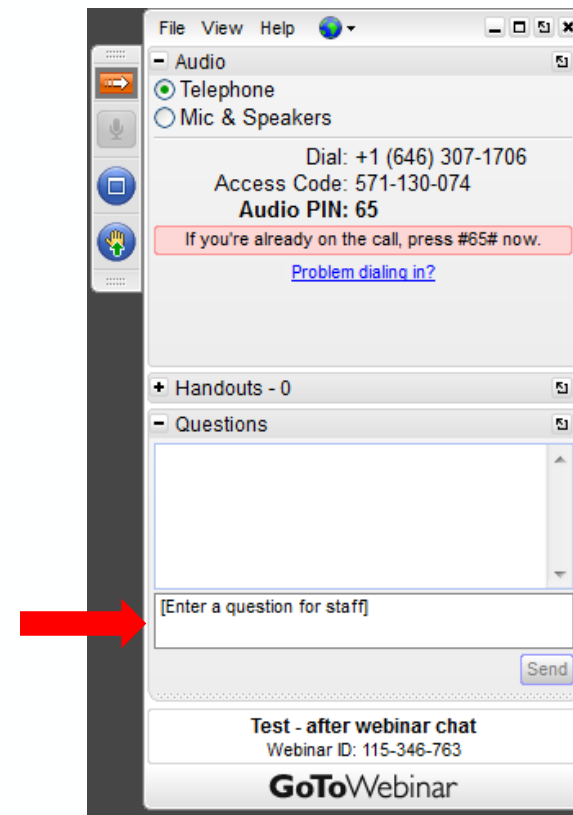 File View Help
Audio
Telephone
Mic & Speakers
Dial: +1 (646) 307-1706
Access Code: 571-130-074
Audio PIN: 65
If you're already on the call, press #65# now.
Problem dialing in?
Handouts - 0
Questions
[Enter a question for staff]
Send
Test - after webinar chat
Webinar ID: 115-346-763
GoToWebinar